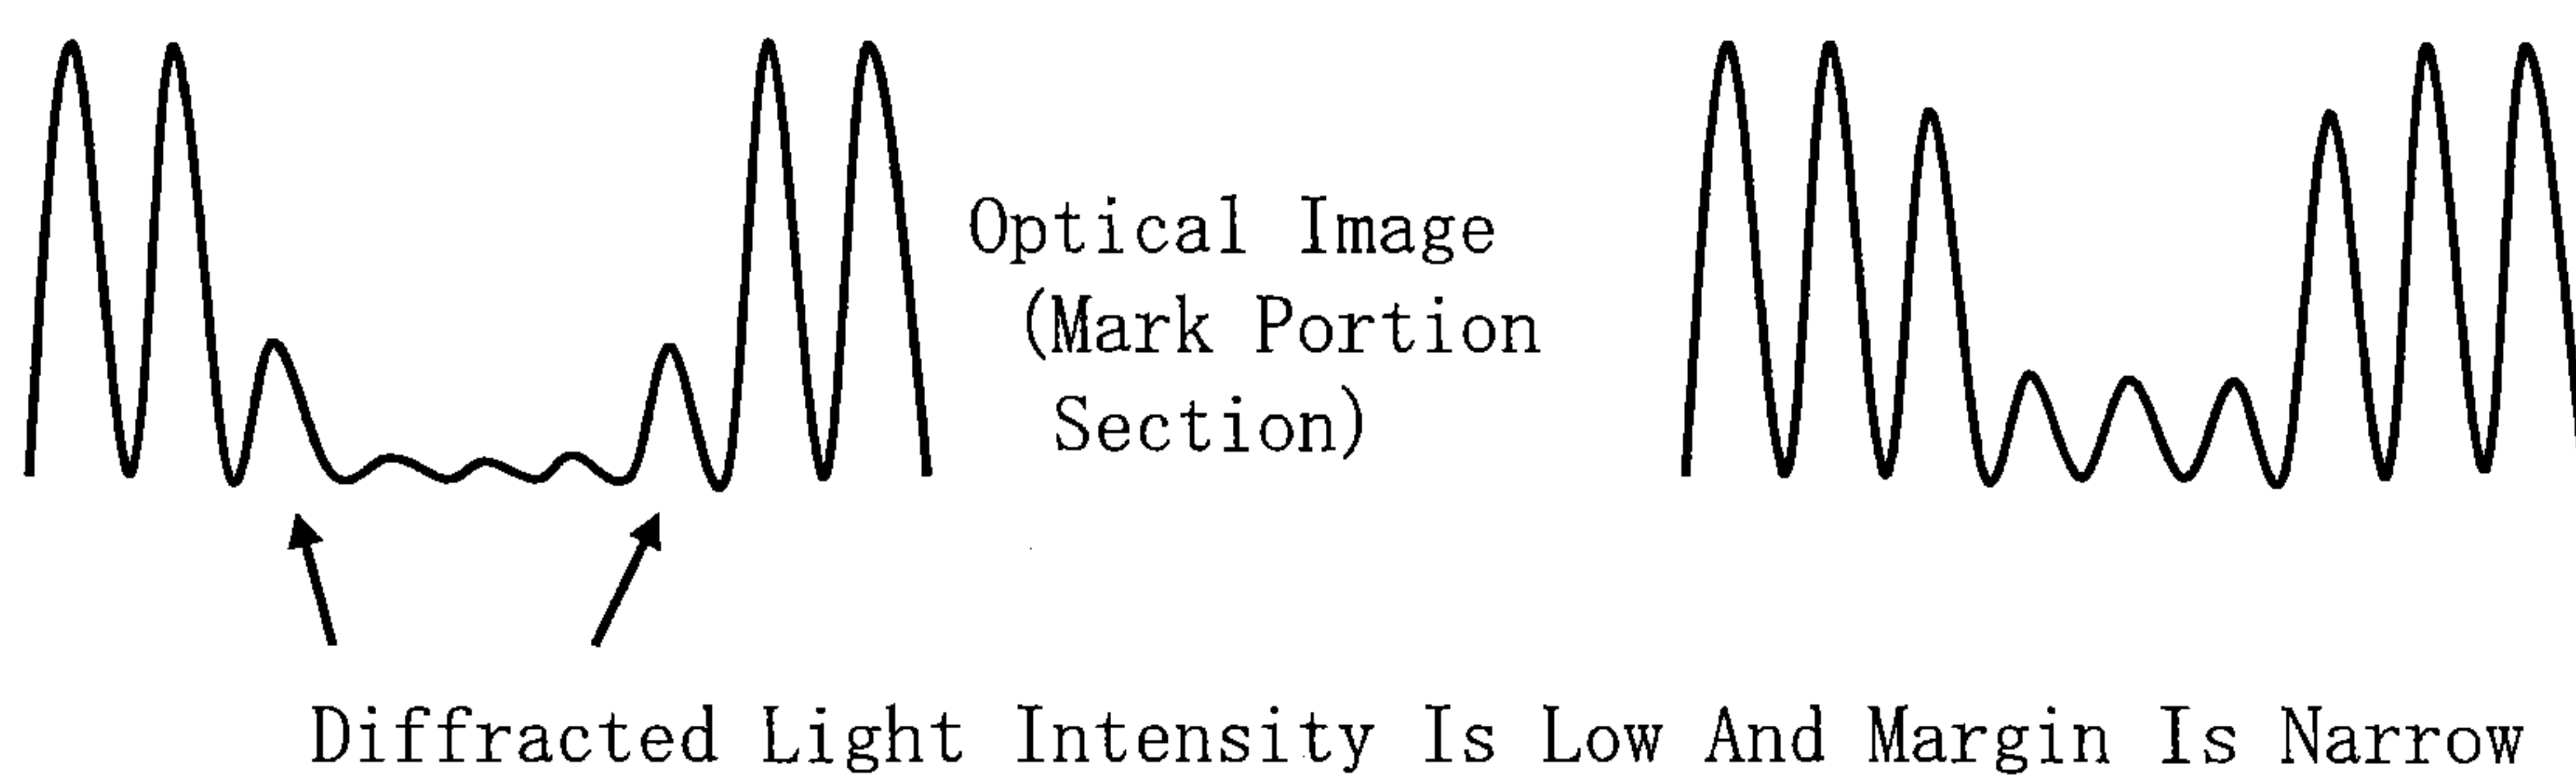 Optical Image
(Mark Portion
Section)
Diffracted Light Intensity Is Low And Margin Is Narrow